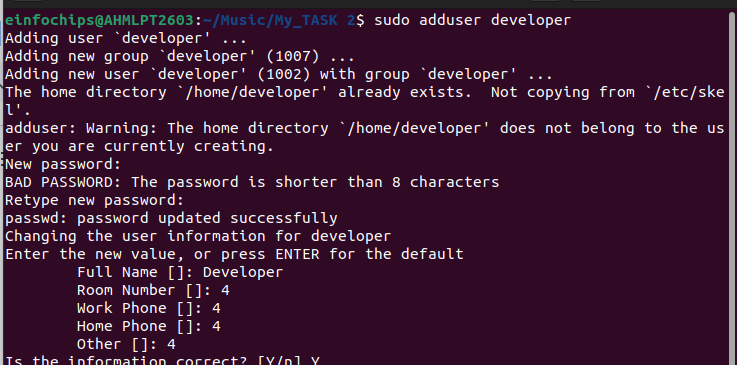 einfochips@AHMLPT2603:~/Music/My_TASK 2$ sudo adduser developer
Adding user `developer' ...
Adding new group `developer' (1007) ...
Adding new user `developer' (1002) with group `developer' ...
The home directory `/home/developer' already exists.  Not copying from `/etc/ske
l'.
adduser: Warning: The home directory `/home/developer' does not belong to the us
er you are currently creating.
New password:
BAD PASSWORD: The password is shorter than 8 characters
Retype new password:
passwd: password updated successfully
Changing the user information for developer
Enter the new value, or press ENTER for the default
        Full Name []: Developer
        Room Number []: 4
        Work Phone []: 4
        Home Phone []: 4
        Other []: 4
Is the information correct? [Y/n] Y